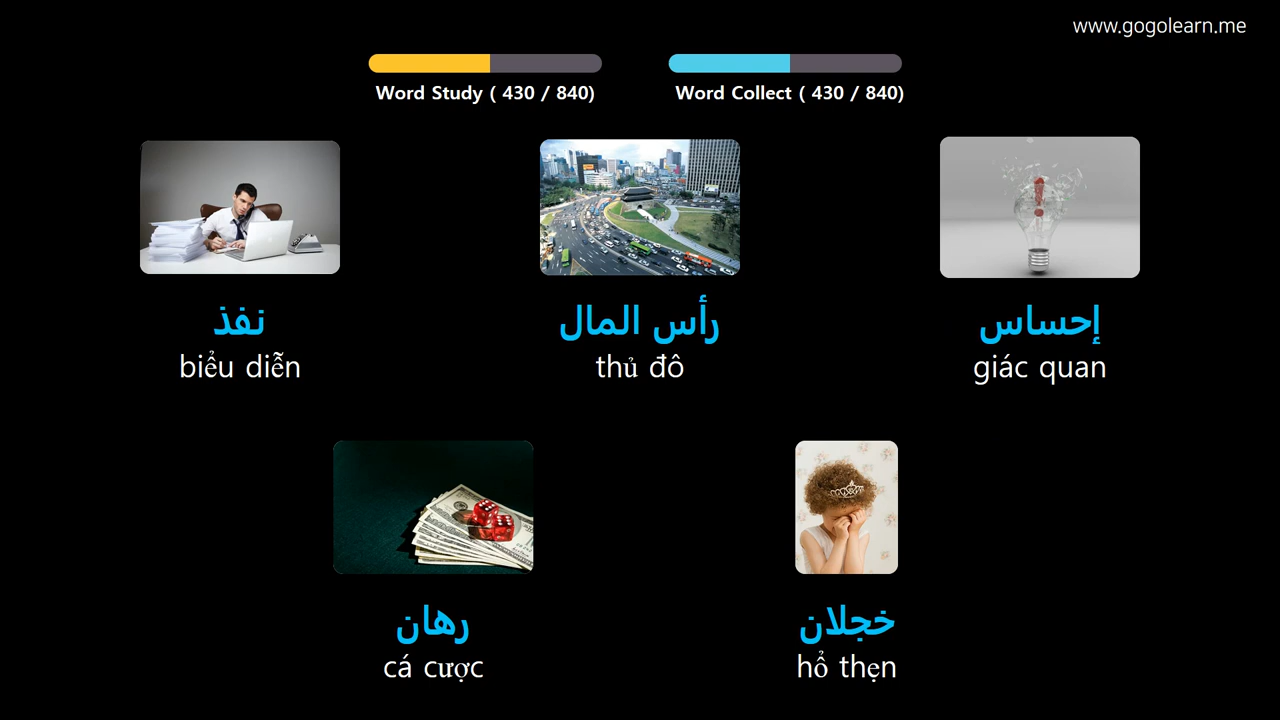 www.gogolearn.me
Word Study ( 430 / 840)
Word Collect ( 430 / 840)
نفذ
biểu diễn
رأس المال
thủ đô
إحساس
giác quan
رهان
cá cược
خجلان
hổ thẹn